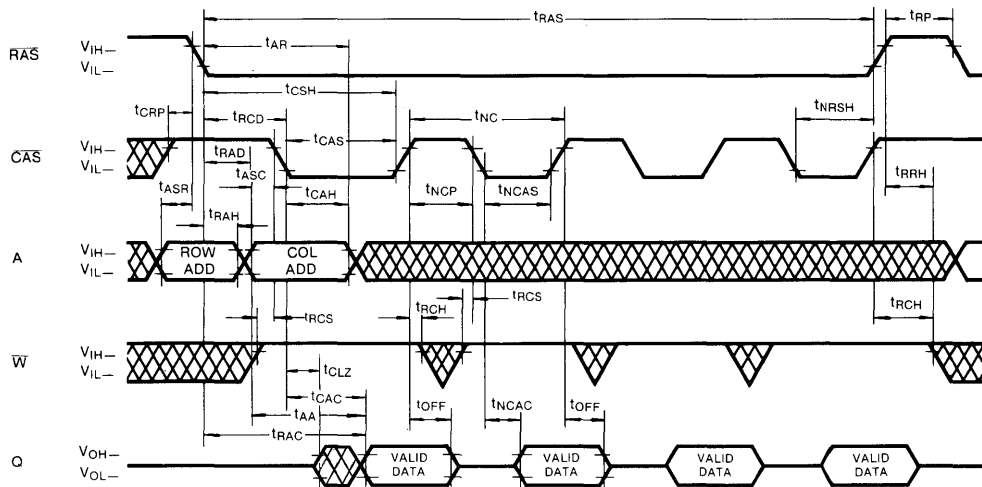 tRAS
tRP
tAR
RAS
VIH
VIL
tCSH
tCRP
tRCD
tNC
tNRSH
tCAS
CAS
VIH
VIL
tRAD
tASC
tRRH
tASR
tCAH
tNCP
tNCAS
tRAH
A
VIH
VIL
ROW
ADD
COL
ADD
tRCS
tRCH
tRCS
tRCH
W
VIH
VIL
tCLZ
tCAC
tOFF
tNCAC
tOFF
tAA
tRAC
Q
VOH
VOL
VALID
DATA
VALID
DATA
VALID
DATA
VALID
DATA